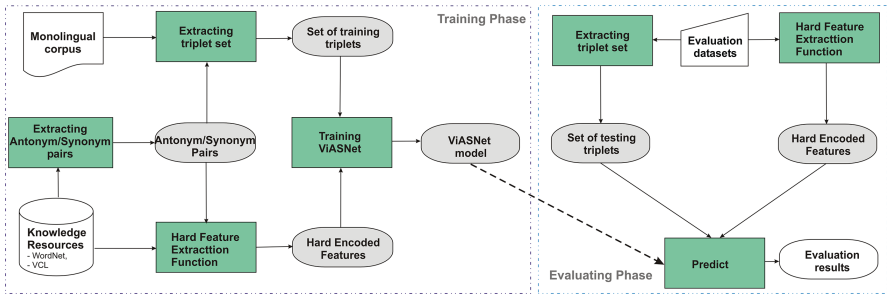 Training Phase
Monolingual
corpus
Extracting
triplet set
Set of training
triplets
Extracting
Antonym/Synonym
pairs
Antonym/Synonym
Pairs
Training
ViASNet
ViASNet
model
Knowledge
Resources
- WordNet,
- VCL
Hard Feature
Extracttion
Function
Hard Encoded
Features
Extracting
triplet set
Evaluation
datasets
Hard Feature
Extracttion
Function
Set of testing
triplets
Hard Encoded
Features
Predict
Evaluation
results
Evaluating Phase